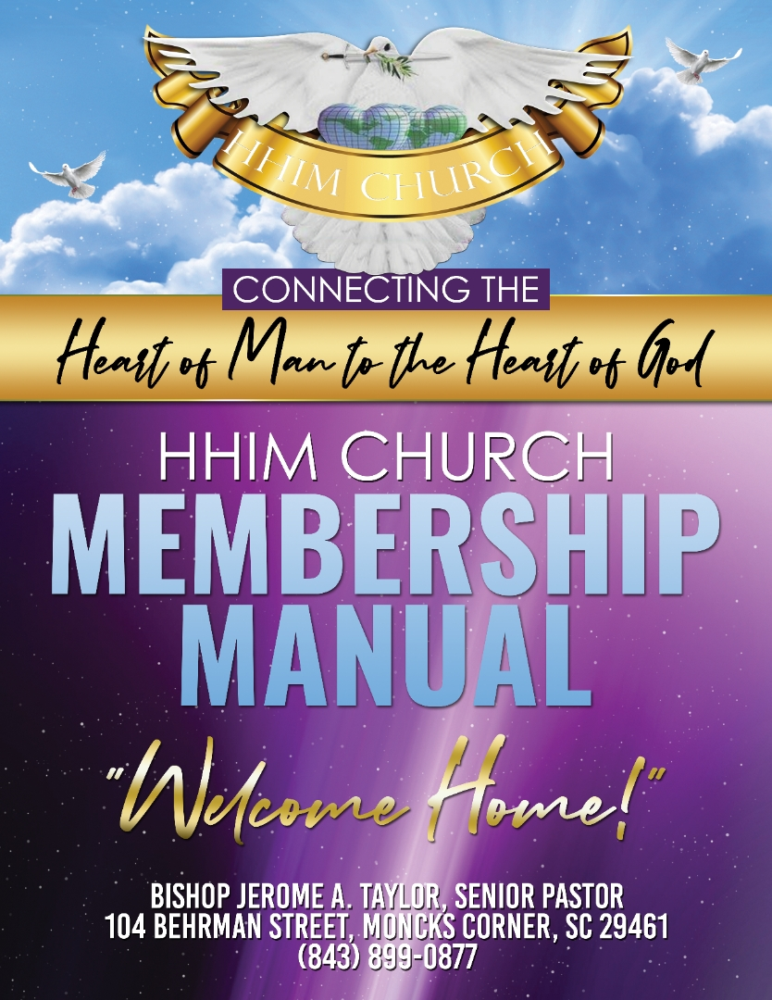 HHIM CHURCH
CONNECTING THE
Heart of Man to the Heart of God
HHIM CHURCH
MEMBERSHIP
MANUAL
"Welcome Home!"
BISHOP JEROME A. TAYLOR, SENIOR PASTOR
104 BEHRMAN STREET, MONCKS CORNER, SC 29461
(843) 899-0877